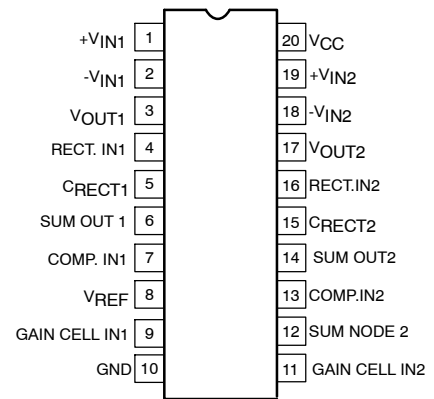 +VIN1 1 20 VCC
-VIN1 2 19 +VIN2
VOUT1 3 18 -VIN2
RECT. IN1 4 17 VOUT2
CRECT1 5 16 RECT.IN2
SUM OUT 1 6 15 CRECT2
COMP. IN1 7 14 SUM OUT2
VREF 8 13 COMP.IN2
GAIN CELL IN1 9 12 SUM NODE 2
GND 10 11 GAIN CELL IN2